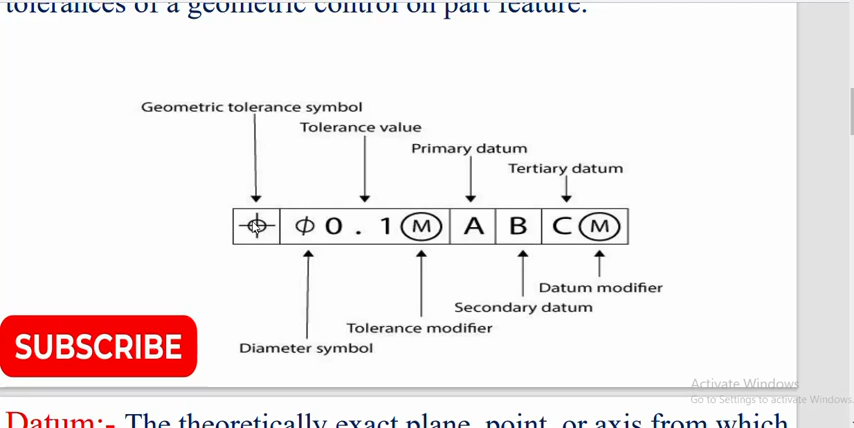 tolerances of a geometric control on part feature.
Geometric tolerance symbol
Tolerance value
Primary datum
Tertiary datum
⌖ ⌀ 0 . 1 Ⓜ A B C Ⓜ
Datum modifier
Secondary datum
Tolerance modifier
Diameter symbol
SUBSCRIBE
Activate Windows
Go to Settings to activate Windows.
Datum:- The theoretically exact plane, point, or axis from which